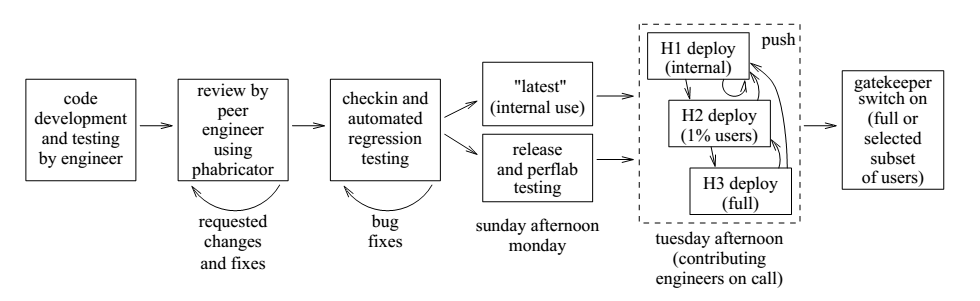 code
development
and testing
by engineer
review by
peer
engineer
using
phabricator
requested
changes
and fixes
checkin and
automated
regression
testing
bug
fixes
"latest"
(internal use)
release
and perflab
testing
sunday afternoon
monday
push
H1 deploy
(internal)
H2 deploy
(1% users)
H3 deploy
(full)
tuesday afternoon
(contributing
engineers on call)
gatekeeper
switch on
(full or
selected
subset
of users)